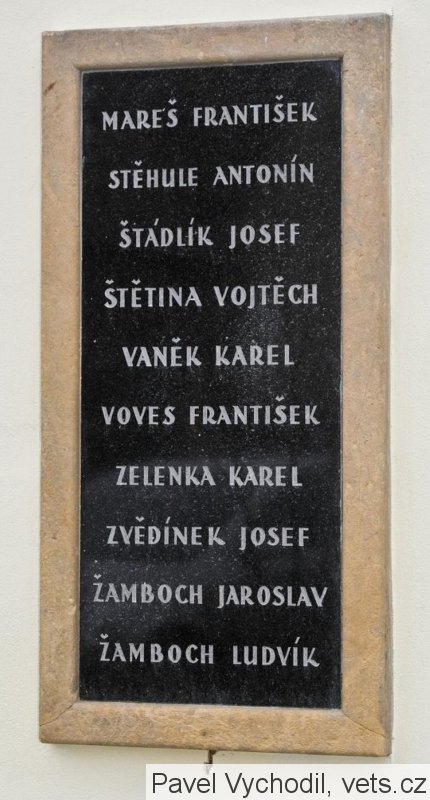 MAREŠ FRANTIŠEK
STĚHULE ANTONÍN
ŠTÁDLÍK JOSEF
ŠTĚTINA VOJTĚCH
VANĚK KAREL
VOVES FRANTIŠEK
ZELENKA KAREL
ZVĚDÍNEK JOSEF
ŽAMBOCH JAROSLAV
ŽAMBOCH LUDVÍK
Pavel Vychodil, vets.cz